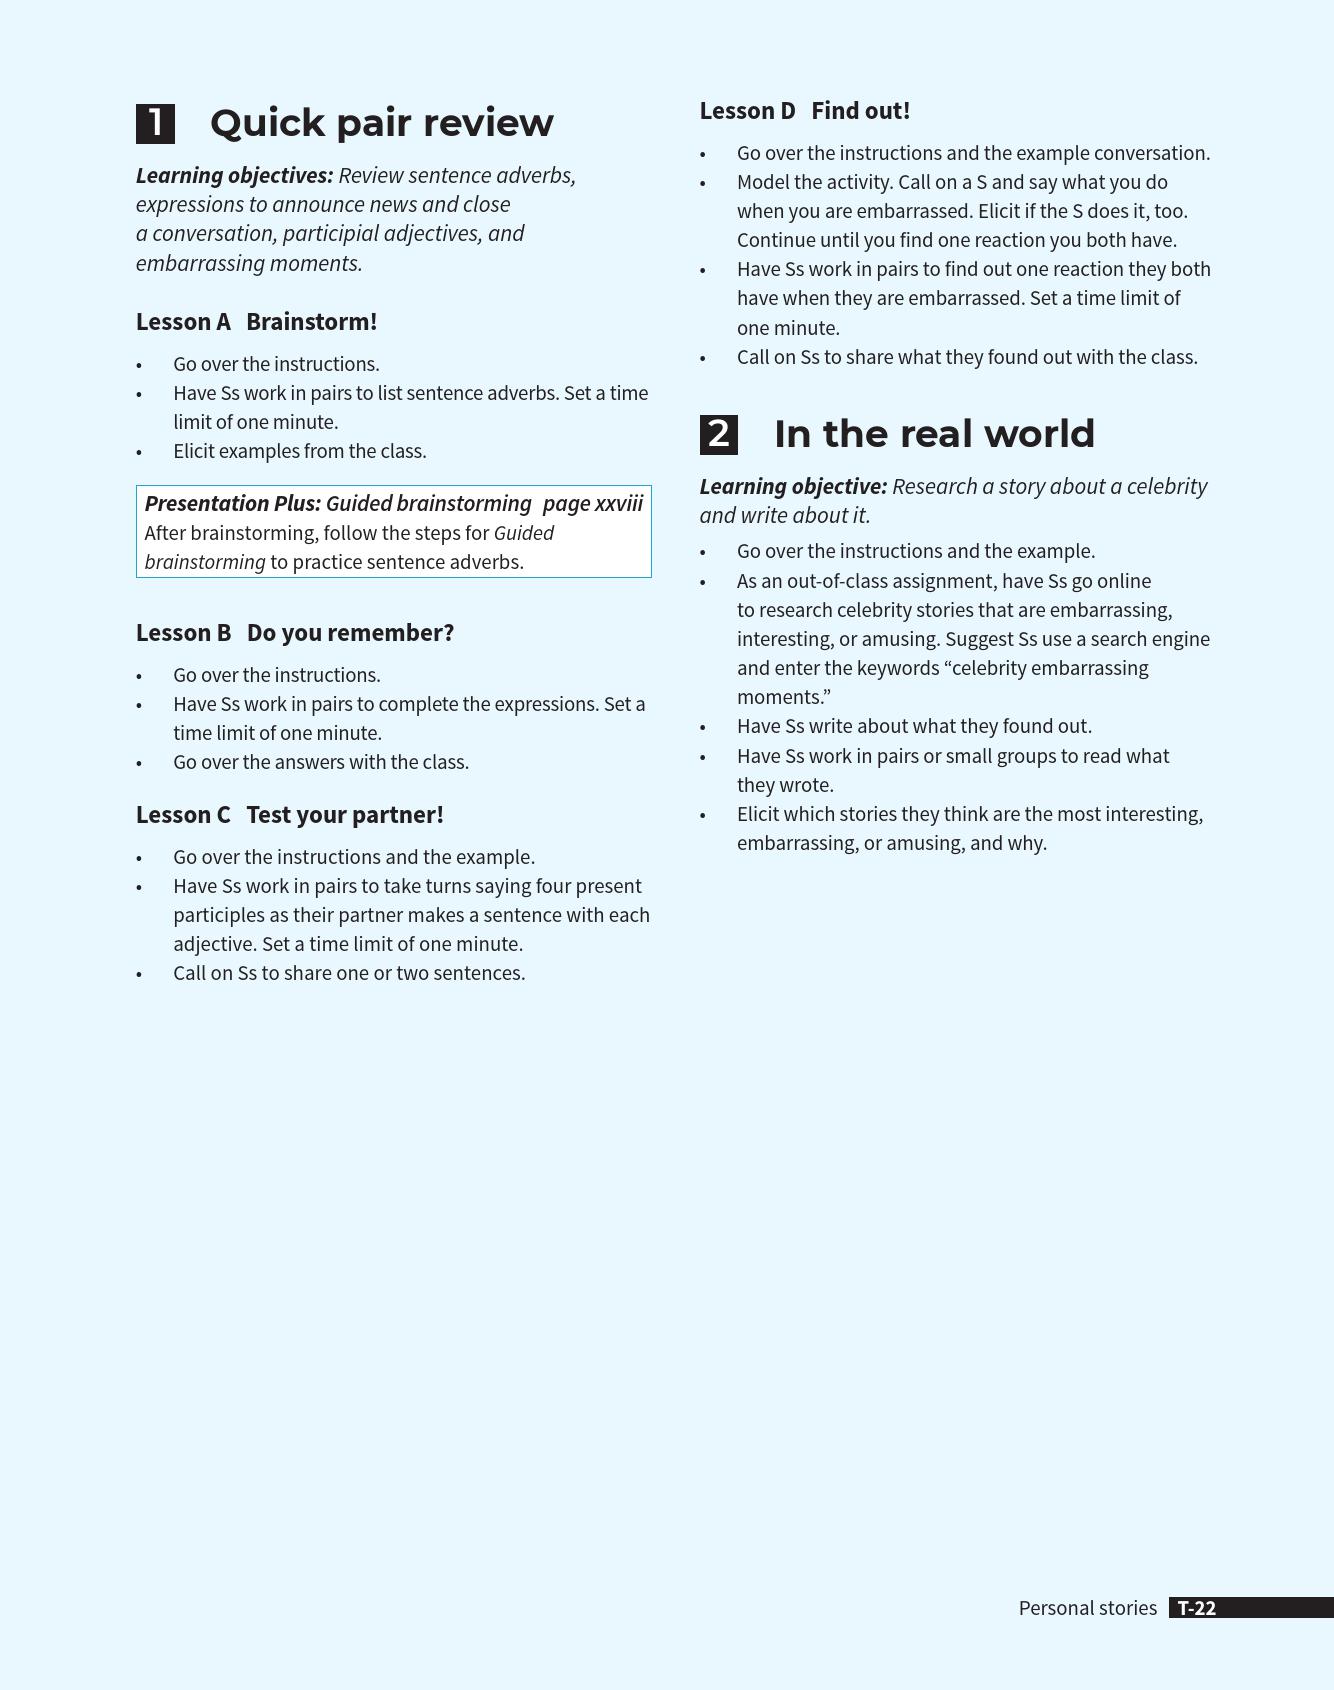 1 Quick pair review
Learning objectives: Review sentence adverbs,
expressions to announce news and close
a conversation, participial adjectives, and
embarrassing moments.
Lesson A Brainstorm!
• Go over the instructions.
• Have Ss work in pairs to list sentence adverbs. Set a time
limit of one minute.
• Elicit examples from the class.
Presentation Plus: Guided brainstorming page xxviii
After brainstorming, follow the steps for Guided
brainstorming to practice sentence adverbs.
Lesson B Do you remember?
• Go over the instructions.
• Have Ss work in pairs to complete the expressions. Set a
time limit of one minute.
• Go over the answers with the class.
Lesson C Test your partner!
• Go over the instructions and the example.
• Have Ss work in pairs to take turns saying four present
participles as their partner makes a sentence with each
adjective. Set a time limit of one minute.
• Call on Ss to share one or two sentences.
Lesson D Find out!
• Go over the instructions and the example conversation.
• Model the activity. Call on a S and say what you do
when you are embarrassed. Elicit if the S does it, too.
Continue until you find one reaction you both have.
• Have Ss work in pairs to find out one reaction they both
have when they are embarrassed. Set a time limit of
one minute.
• Call on Ss to share what they found out with the class.
2 In the real world
Learning objective: Research a story about a celebrity
and write about it.
• Go over the instructions and the example.
• As an out-of-class assignment, have Ss go online
to research celebrity stories that are embarrassing,
interesting, or amusing. Suggest Ss use a search engine
and enter the keywords “celebrity embarrassing
moments.”
• Have Ss write about what they found out.
• Have Ss work in pairs or small groups to read what
they wrote.
• Elicit which stories they think are the most interesting,
embarrassing, or amusing, and why.
Personal stories T-22